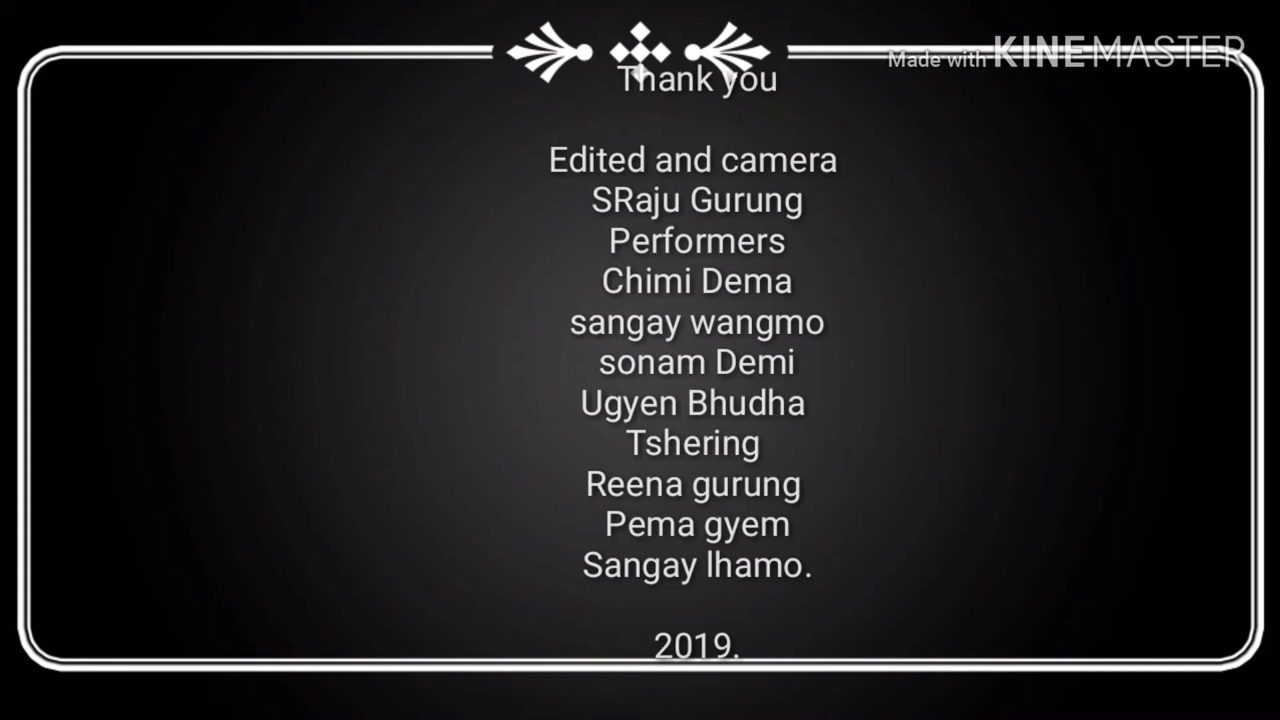 Made with KINEMASTER
Thank you
Edited and camera
SRaju Gurung
Performers
Chimi Dema
sangay wangmo
sonam Demi
Ugyen Bhudha
Tshering
Reena gurung
Pema gyem
Sangay lhamo.
2019.